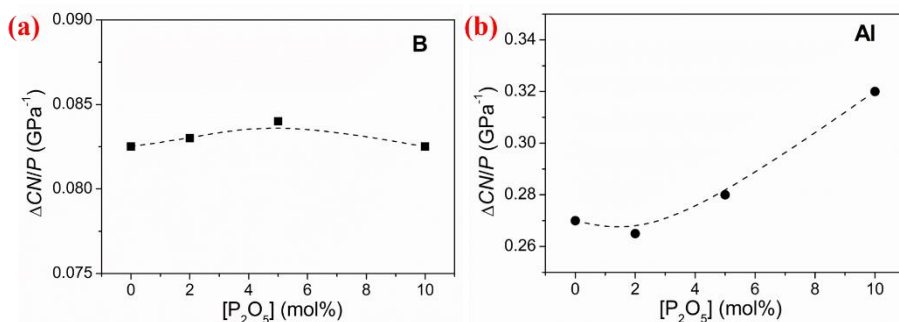 (a)
B
0.090
0.085
0.080
0.075
ΔCN/P (GPa⁻¹)
0 2 4 6 8 10
[P₂O₅] (mol%)
(b)
Al
0.34
0.32
0.30
0.28
0.26
0.24
ΔCN/P (GPa⁻¹)
0 2 4 6 8 10
[P₂O₅] (mol%)